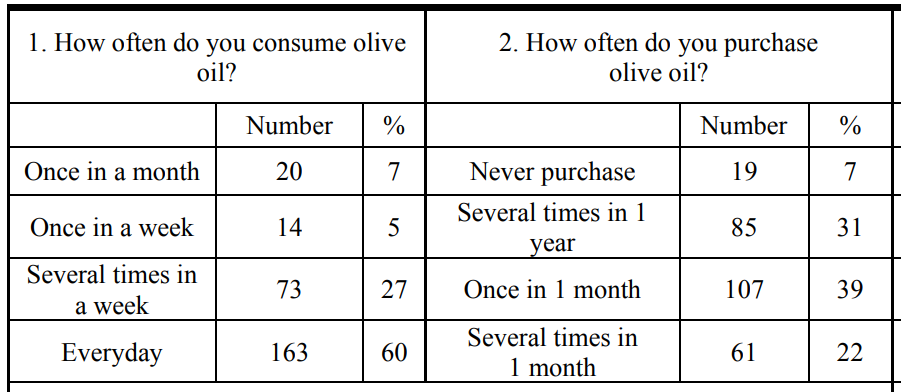 1. How often do you consume olive
oil?
2. How often do you purchase
olive oil?
Number % Number %
Once in a month 20 7 Never purchase 19 7
Once in a week 14 5 Several times in 1
year 85 31
Several times in
a week 73 27 Once in 1 month 107 39
Everyday 163 60 Several times in
1 month 61 22